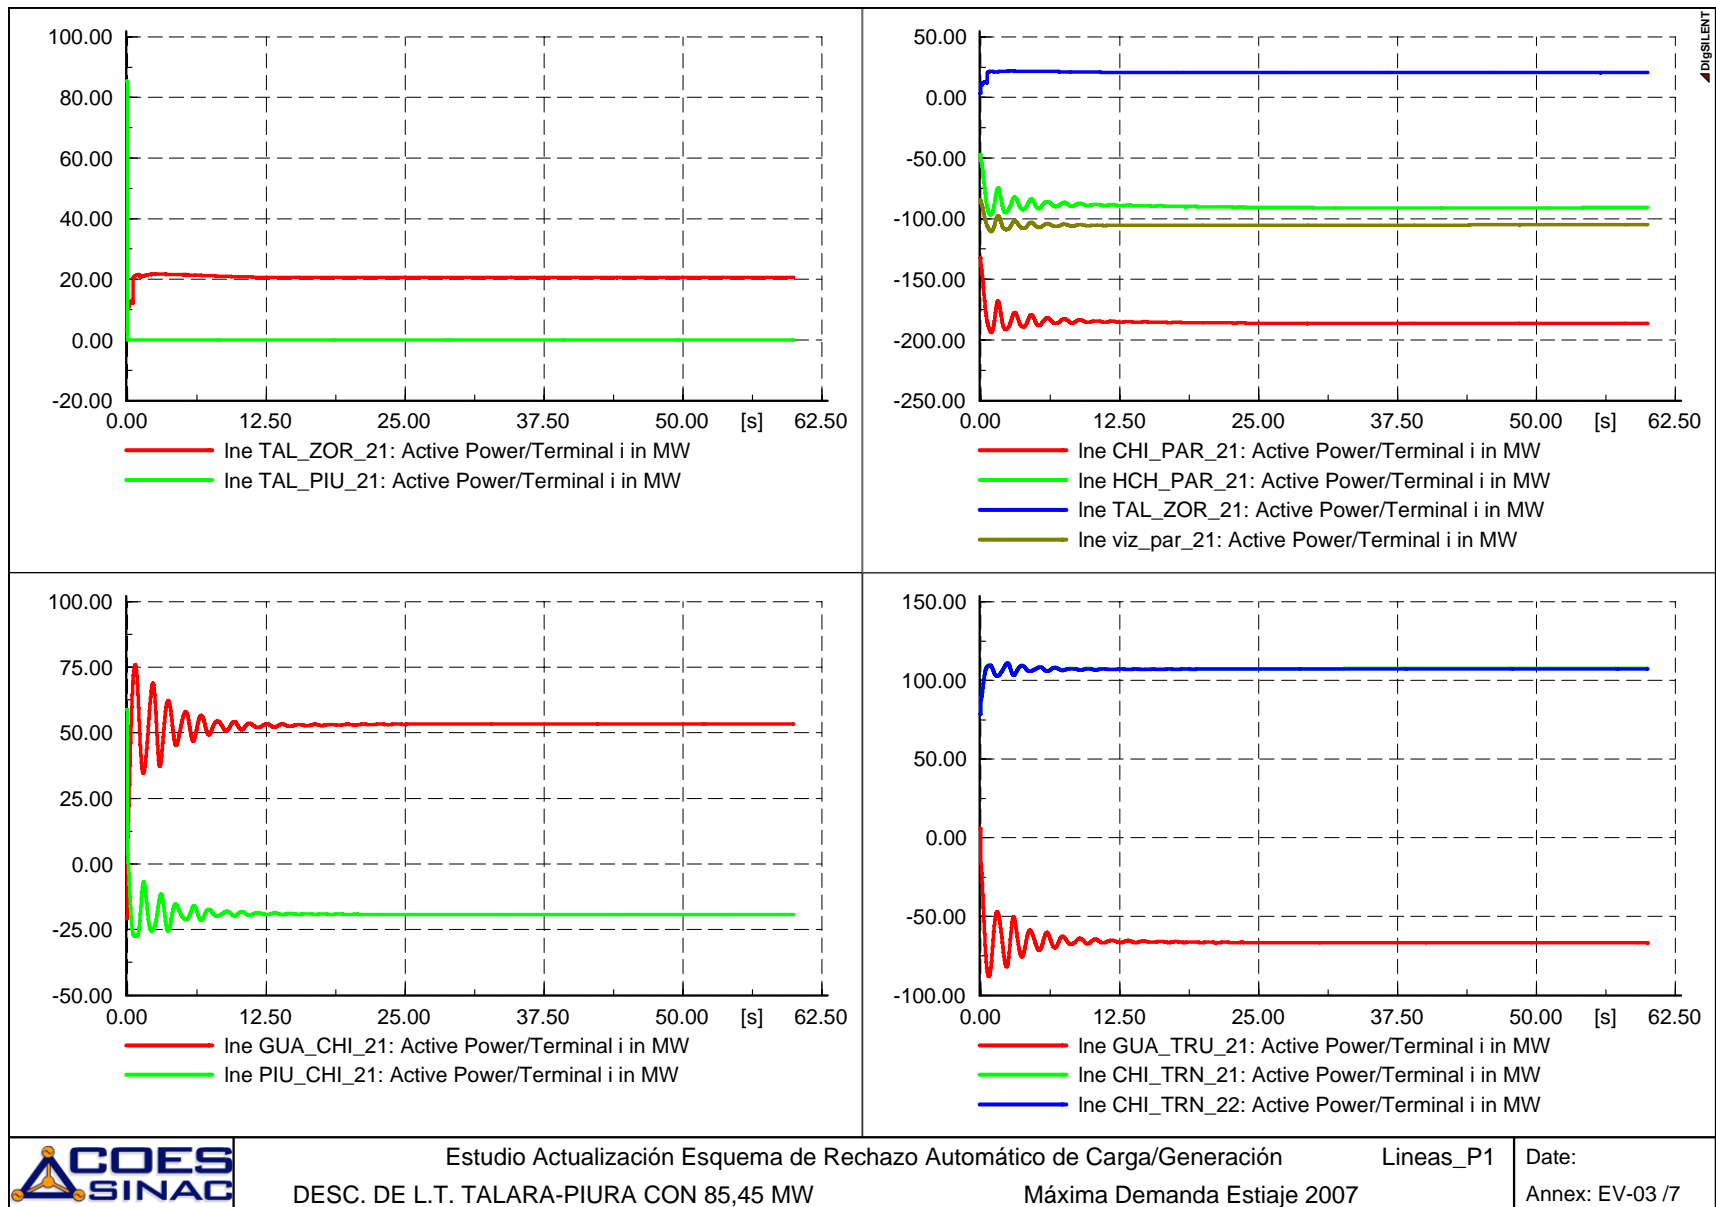 DIgSILENT
100.00
80.00
60.00
40.00
20.00
0.00
-20.00
0.00 12.50 25.00 37.50 50.00 [s] 62.50
lne TAL_ZOR_21: Active Power/Terminal i in MW
lne TAL_PIU_21: Active Power/Terminal i in MW
50.00
0.00
-50.00
-100.00
-150.00
-200.00
-250.00
0.00 12.50 25.00 37.50 50.00 [s] 62.50
lne CHI_PAR_21: Active Power/Terminal i in MW
lne HCH_PAR_21: Active Power/Terminal i in MW
lne TAL_ZOR_21: Active Power/Terminal i in MW
lne viz_par_21: Active Power/Terminal i in MW
100.00
75.00
50.00
25.00
0.00
-25.00
-50.00
0.00 12.50 25.00 37.50 50.00 [s] 62.50
lne GUA_CHI_21: Active Power/Terminal i in MW
lne PIU_CHI_21: Active Power/Terminal i in MW
150.00
100.00
50.00
0.00
-50.00
-100.00
0.00 12.50 25.00 37.50 50.00 [s] 62.50
lne GUA_TRU_21: Active Power/Terminal i in MW
lne CHI_TRN_21: Active Power/Terminal i in MW
lne CHI_TRN_22: Active Power/Terminal i in MW
COES
SINAC
Estudio Actualización Esquema de Rechazo Automático de Carga/Generación
DESC. DE L.T. TALARA-PIURA CON 85,45 MW
Lineas_P1
Máxima Demanda Estiaje 2007
Date:
Annex: EV-03 /7